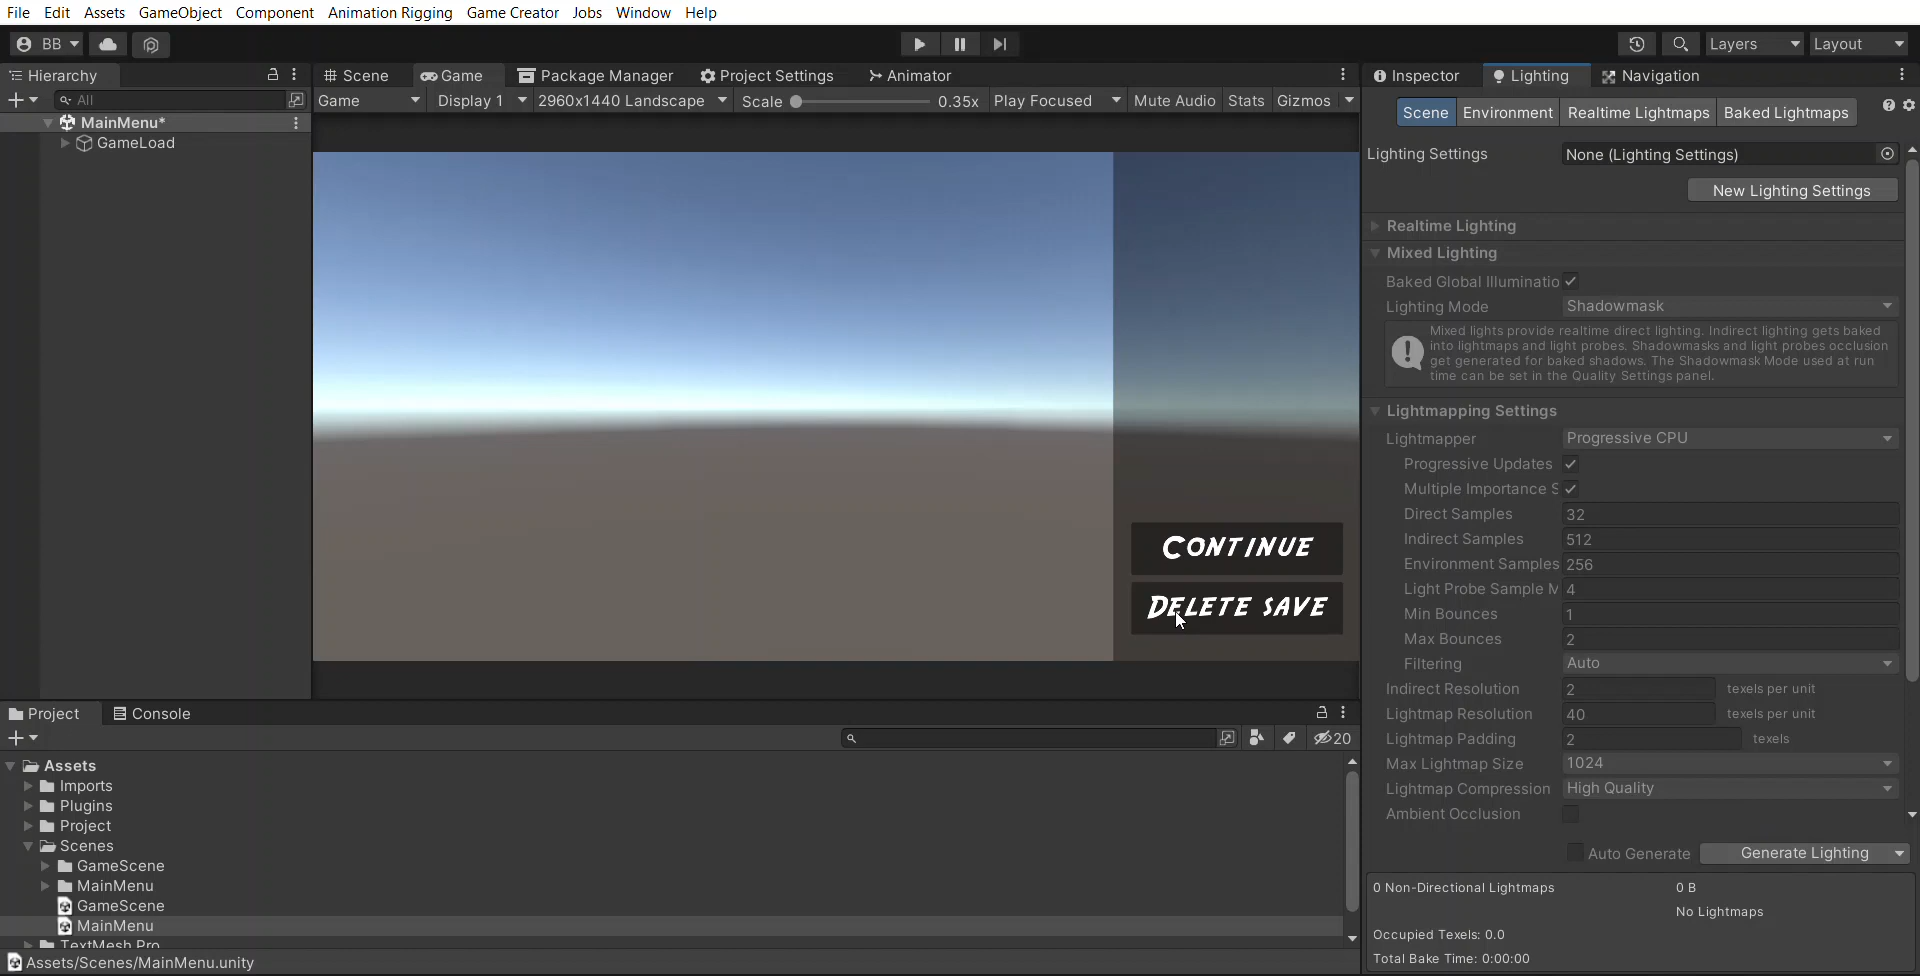 File Edit Assets GameObject Component Animation Rigging Game Creator Jobs Window Help
BB
Layers Layout
Hierarchy
All
MainMenu*
GameLoad
Scene Game Package Manager Project Settings Animator
Game Display 1 2960x1440 Landscape Scale 0.35x Play Focused Mute Audio Stats Gizmos
CONTINUE
DELETE SAVE
Inspector Lighting Navigation
Scene Environment Realtime Lightmaps Baked Lightmaps
Lighting Settings None (Lighting Settings)
New Lighting Settings
Realtime Lighting
Mixed Lighting
Baked Global Illuminatio
Lighting Mode Shadowmask
Mixed lights provide realtime direct lighting. Indirect lighting gets baked
into lightmaps and light probes. Shadowmasks and light probes occlusion
get generated for baked shadows. The Shadowmask Mode used at run
time can be set in the Quality Settings panel.
Lightmapping Settings
Lightmapper Progressive CPU
Progressive Updates
Multiple Importance S
Direct Samples 32
Indirect Samples 512
Environment Samples 256
Light Probe Sample M 4
Min Bounces 1
Max Bounces 2
Filtering Auto
Indirect Resolution 2 texels per unit
Lightmap Resolution 40 texels per unit
Lightmap Padding 2 texels
Max Lightmap Size 1024
Lightmap Compression High Quality
Ambient Occlusion
Auto Generate Generate Lighting
0 Non-Directional Lightmaps 0 B
No Lightmaps
Occupied Texels: 0.0
Total Bake Time: 0:00:00
Project Console
20
Assets
Imports
Plugins
Project
Scenes
GameScene
MainMenu
GameScene
MainMenu
TextMesh Pro
Assets/Scenes/MainMenu.unity